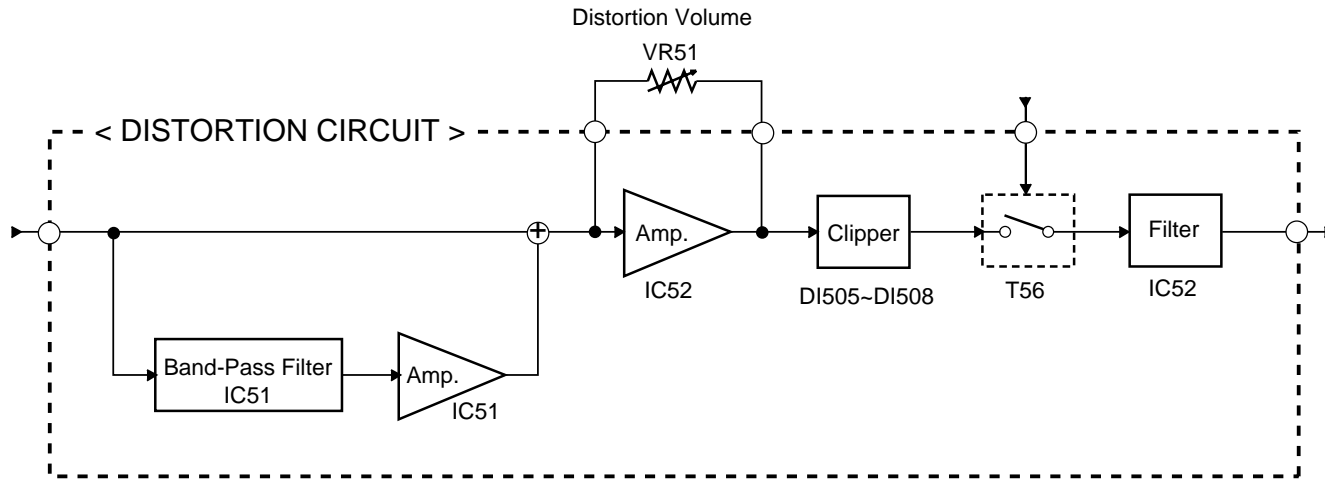 Distortion Volume
VR51
< DISTORTION CIRCUIT >
+
Amp.
IC52
Clipper
DI505~DI508
T56
Filter
IC52
Band-Pass Filter
IC51
Amp.
IC51